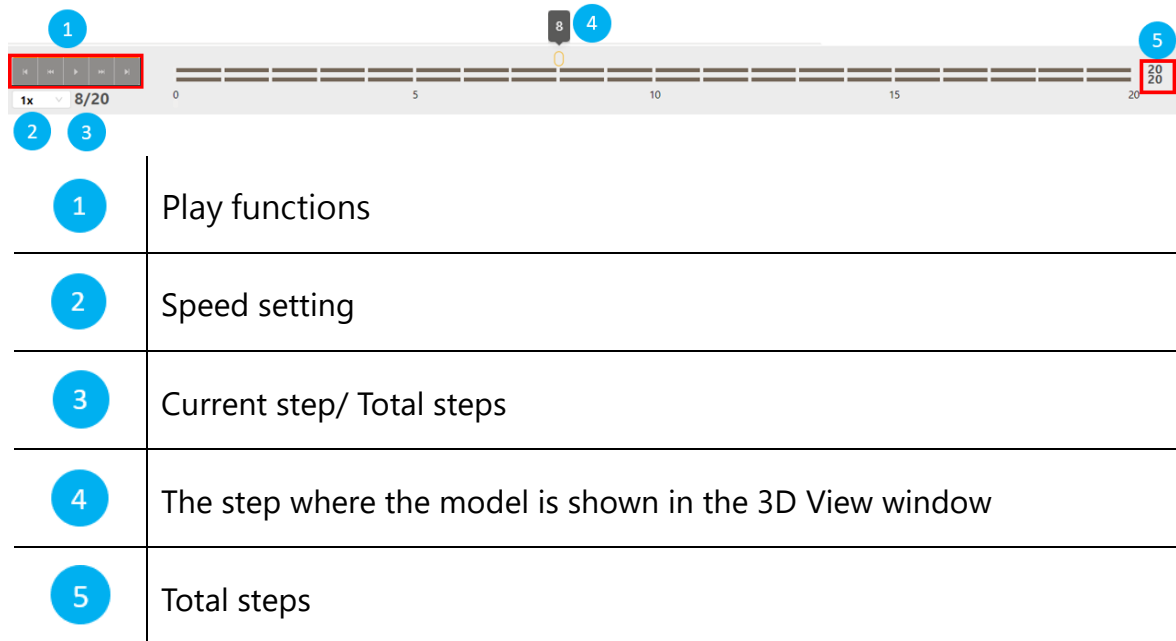 1
8 4
5
20
20
1x 8/20
0 5 10 15 20
2 3
1 Play functions
2 Speed setting
3 Current step/ Total steps
4 The step where the model is shown in the 3D View window
5 Total steps